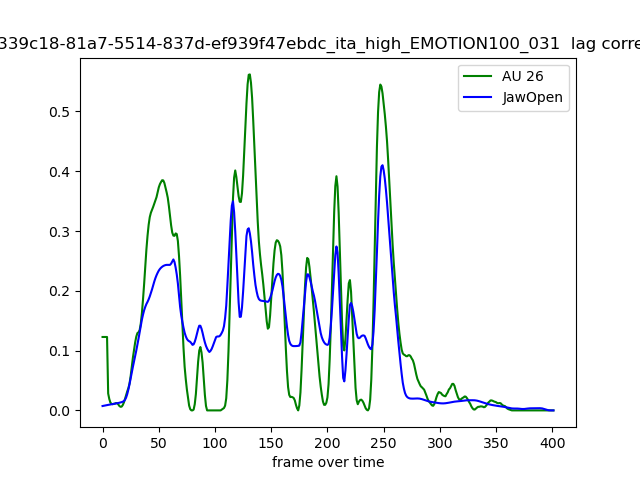 339c18-81a7-5514-837d-ef939f47ebdc_ita_high_EMOTION100_031 lag corre
AU 26
JawOpen
0.5
0.4
0.3
0.2
0.1
0.0
0 50 100 150 200 250 300 350 400
frame over time